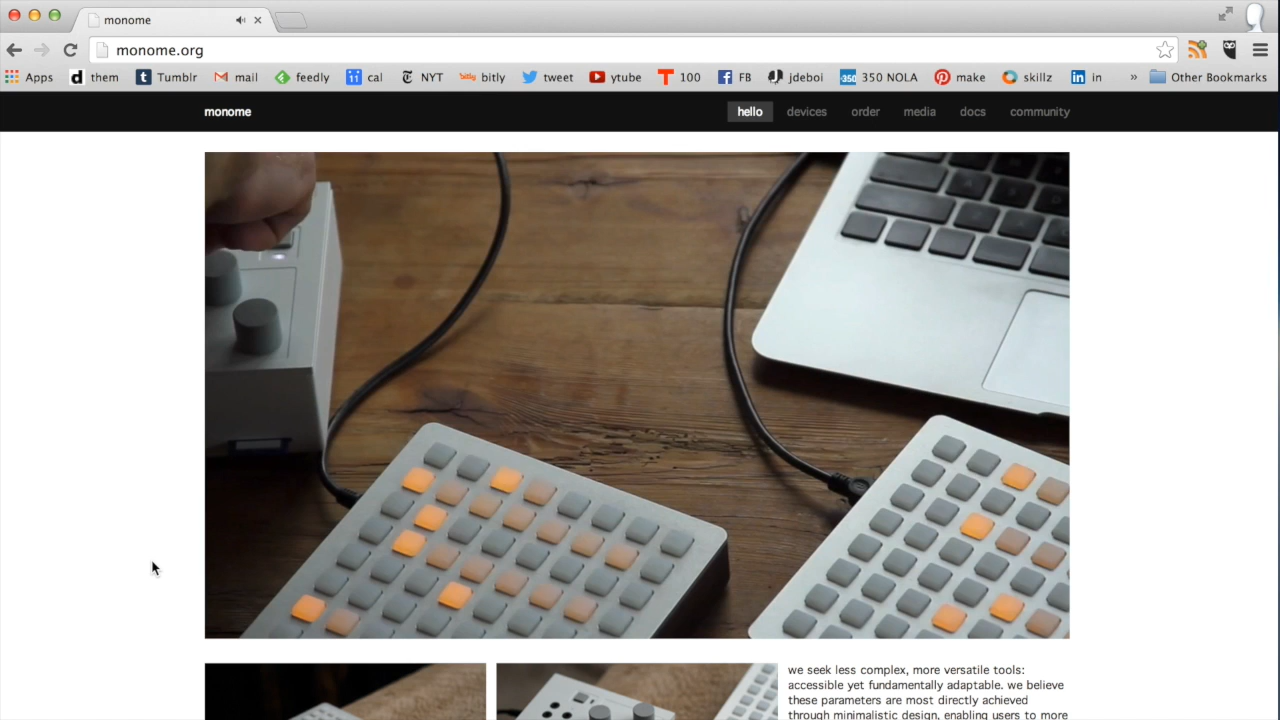 monome
monome.org
Apps
them
Tumblr
mail
feedly
cal
NYT
bitly
tweet
ytube
100
FB
jdeboi
350 NOLA
make
skillz
in
»
Other Bookmarks
monome
hello
devices
order
media
docs
community
we seek less complex, more versatile tools:
accessible yet fundamentally adaptable. we believe
these parameters are most directly achieved
through minimalistic design, enabling users to more